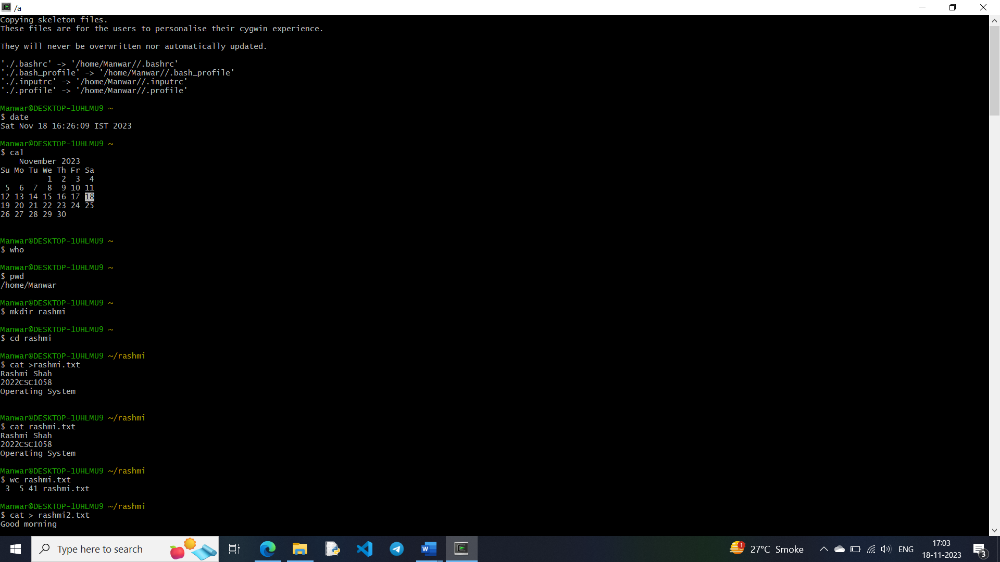 /a
Copying skeleton files.
These files are for the users to personalise their cygwin experience.
They will never be overwritten nor automatically updated.
'./.bashrc' -> '/home/Manwar//.bashrc'
'./.bash_profile' -> '/home/Manwar//.bash_profile'
'./.inputrc' -> '/home/Manwar//.inputrc'
'./.profile' -> '/home/Manwar//.profile'
Manwar@DESKTOP-1UHLMU9 ~
$ date
Sat Nov 18 16:26:09 IST 2023
Manwar@DESKTOP-1UHLMU9 ~
$ cal
November 2023
Su Mo Tu We Th Fr Sa
1 2 3 4
5 6 7 8 9 10 11
12 13 14 15 16 17 18
19 20 21 22 23 24 25
26 27 28 29 30
Manwar@DESKTOP-1UHLMU9 ~
$ who
Manwar@DESKTOP-1UHLMU9 ~
$ pwd
/home/Manwar
Manwar@DESKTOP-1UHLMU9 ~
$ mkdir rashmi
Manwar@DESKTOP-1UHLMU9 ~
$ cd rashmi
Manwar@DESKTOP-1UHLMU9 ~/rashmi
$ cat >rashmi.txt
Rashmi Shah
2022CSC1058
Operating System
Manwar@DESKTOP-1UHLMU9 ~/rashmi
$ cat rashmi.txt
Rashmi Shah
2022CSC1058
Operating System
Manwar@DESKTOP-1UHLMU9 ~/rashmi
$ wc rashmi.txt
3 5 41 rashmi.txt
Manwar@DESKTOP-1UHLMU9 ~/rashmi
$ cat > rashmi2.txt
Good morning
Type here to search
1
27°C Smoke
ENG
17:03
18-11-2023
3